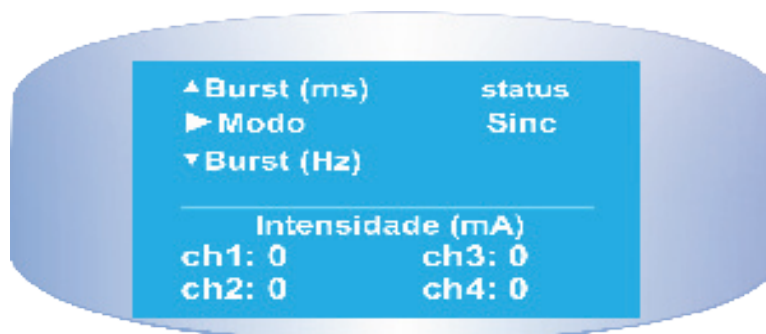 ▲Burst (ms) status
►Modo Sinc
▼Burst (Hz)
Intensidade (mA)
ch1: 0 ch3: 0
ch2: 0 ch4: 0